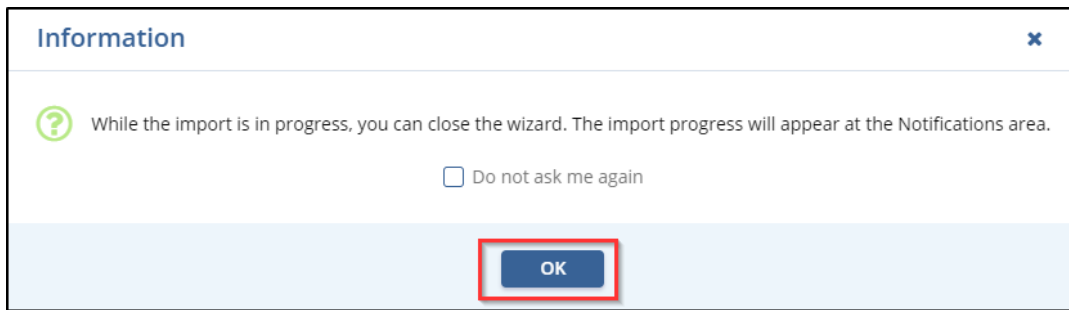 Information
While the import is in progress, you can close the wizard. The import progress will appear at the Notifications area.
Do not ask me again
OK